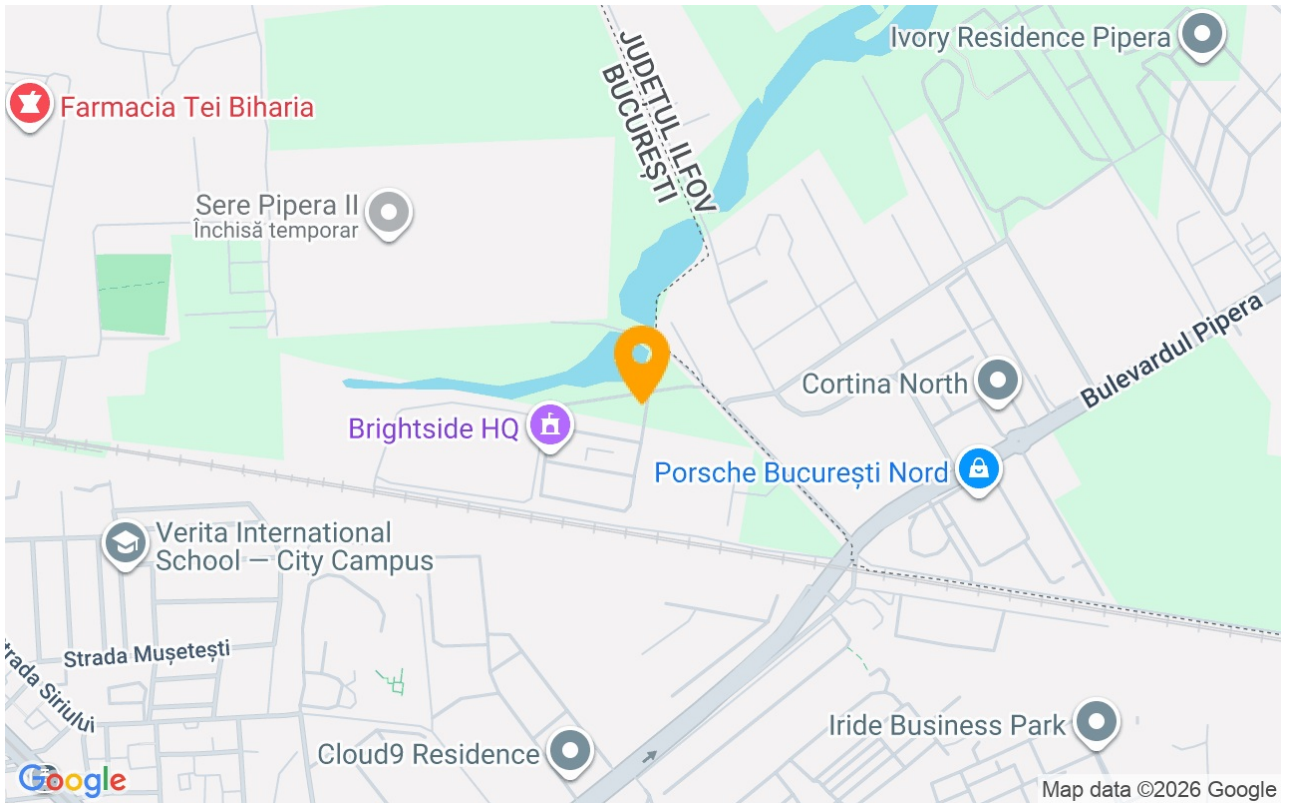 Ivory Residence Pipera
JUDEȚUL ILFOV
BUCUREȘTI
Farmacia Tei Biharia
Sere Pipera II
Închisă temporar
Bulevardul Pipera
Cortina North
Brightside HQ
Porsche București Nord
Verita International
School — City Campus
Strada Mușetești
Strada Siriului
Iride Business Park
Cloud9 Residence
Google
Map data ©2026 Google